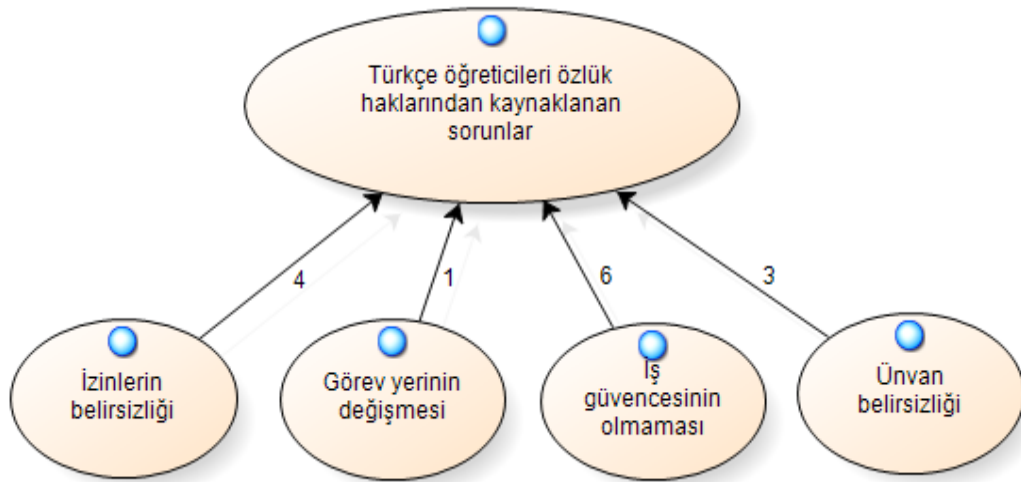 Türkçe öğreticileri özlük
haklarından kaynaklanan
sorunlar
4
1
6
3
İzinlerin
belirsizliği
Görev yerinin
değişmesi
İş
güvencesinin
olmaması
Ünvan
belirsizliği